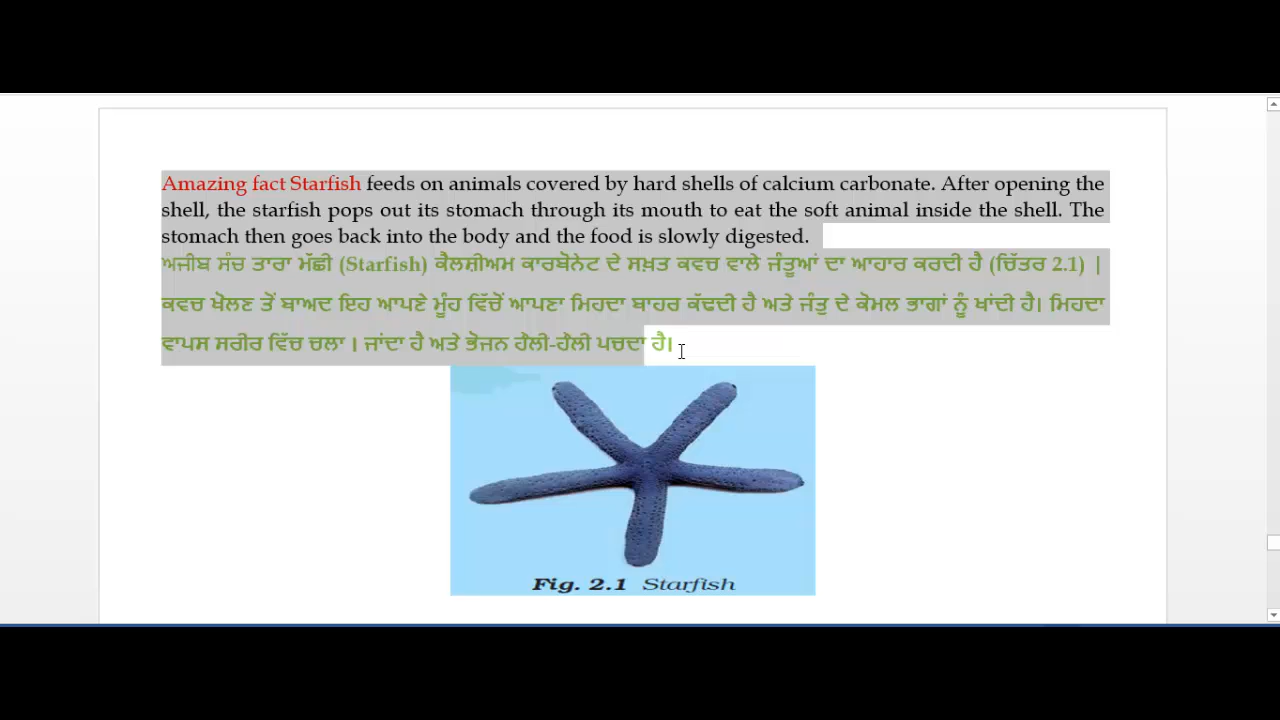 Amazing fact Starfish feeds on animals covered by hard shells of calcium carbonate. After opening the
shell, the starfish pops out its stomach through its mouth to eat the soft animal inside the shell. The
stomach then goes back into the body and the food is slowly digested.
ਅਜੀਬ ਸੰਚ ਤਾਰਾ ਮੱਛੀ (Starfish) ਕੈਲਸ਼ੀਅਮ ਕਾਰਬੋਨੇਟ ਦੇ ਸਖ਼ਤ ਕਵਚ ਵਾਲੇ ਜੰਤੂਆਂ ਦਾ ਆਹਾਰ ਕਰਦੀ ਹੈ (ਚਿੱਤਰ 2.1) |
ਕਵਚ ਖੋਲਣ ਤੋਂ ਬਾਅਦ ਇਹ ਆਪਣੇ ਮੂੰਹ ਵਿੱਚੋਂ ਆਪਣਾ ਮਿਹਦਾ ਬਾਹਰ ਕੱਢਦੀ ਹੈ ਅਤੇ ਜੰਤੁ ਦੇ ਕੋਮਲ ਭਾਗਾਂ ਨੂੰ ਖਾਂਦੀ ਹੈ। ਮਿਹਦਾ
ਵਾਪਸ ਸਰੀਰ ਵਿੱਚ ਚਲਾ । ਜਾਂਦਾ ਹੈ ਅਤੇ ਭੋਜਨ ਹੌਲੀ-ਹੌਲੀ ਪਚਦਾ ਹੈ।
Fig. 2.1 Starfish